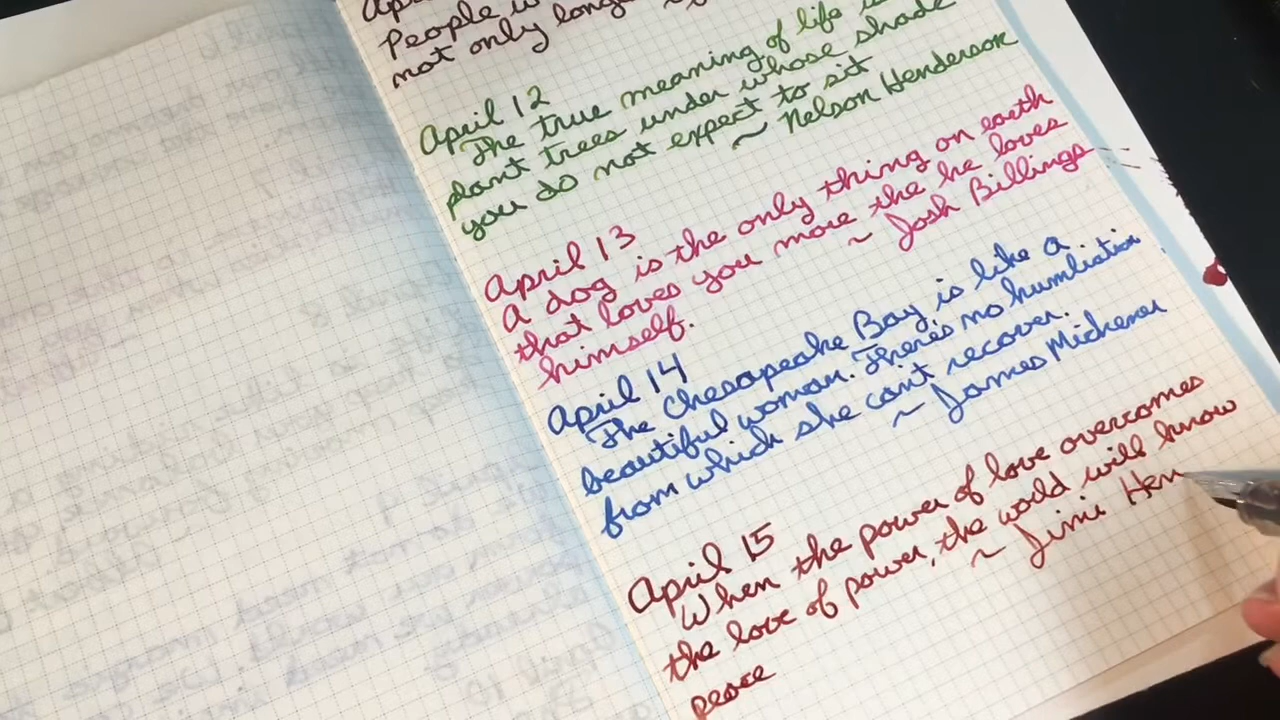 People w
not only long
April 12
The true meaning of life is
plant trees under whose shade
you do not expect to sit
~ Nelson Henderson
April 13
A dog is the only thing on earth
that loves you more the he loves
himself. ~ Josh Billings
April 14
The Chesapeake Bay is like a
beautiful woman. There's no humliation
from which she can't recover.
~ James Michener
April 15
When the power of love overcomes
the love of power, the world will know
peace ~ Jimi Hen